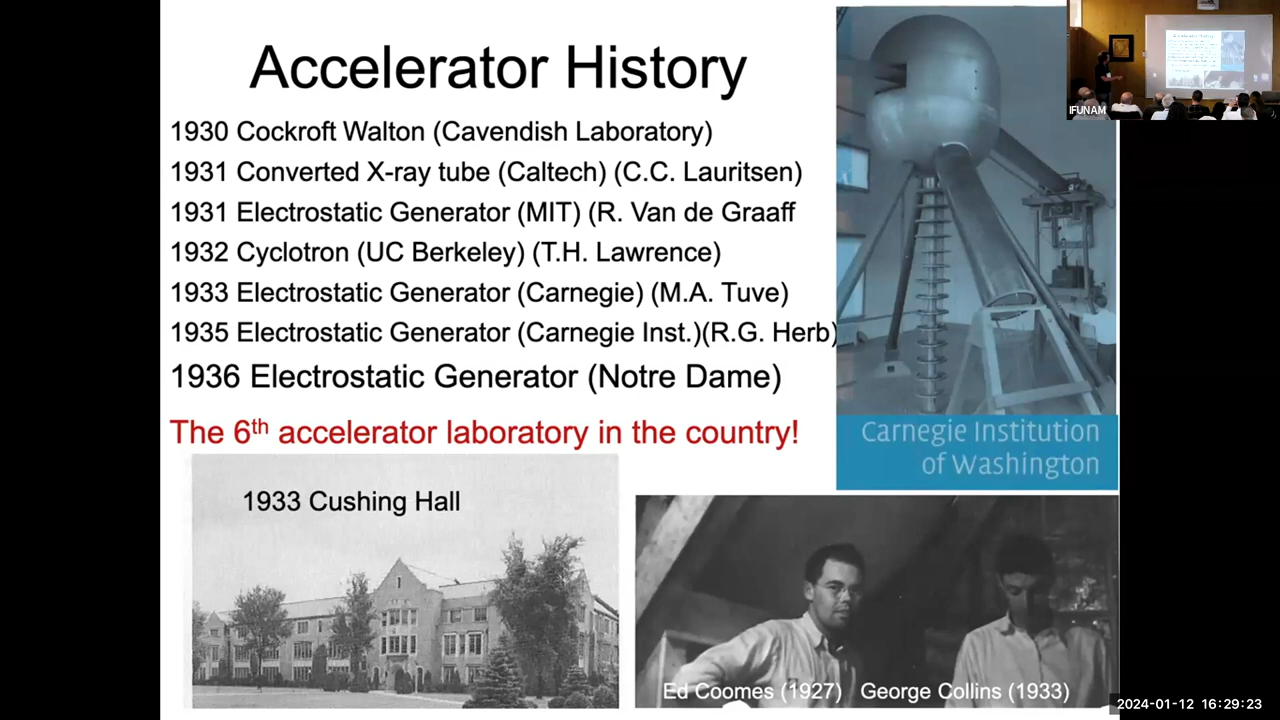 Accelerator History
1930 Cockroft Walton (Cavendish Laboratory)
1931 Converted X-ray tube (Caltech) (C.C. Lauritsen)
1931 Electrostatic Generator (MIT) (R. Van de Graaff
1932 Cyclotron (UC Berkeley) (T.H. Lawrence)
1933 Electrostatic Generator (Carnegie) (M.A. Tuve)
1935 Electrostatic Generator (Carnegie Inst.)(R.G. Herb)
1936 Electrostatic Generator (Notre Dame)
The 6th accelerator laboratory in the country!
Carnegie Institution
of Washington
1933 Cushing Hall
Ed Coomes (1927) George Collins (1933)
IFUNAM
2024-01-12 16:29:23